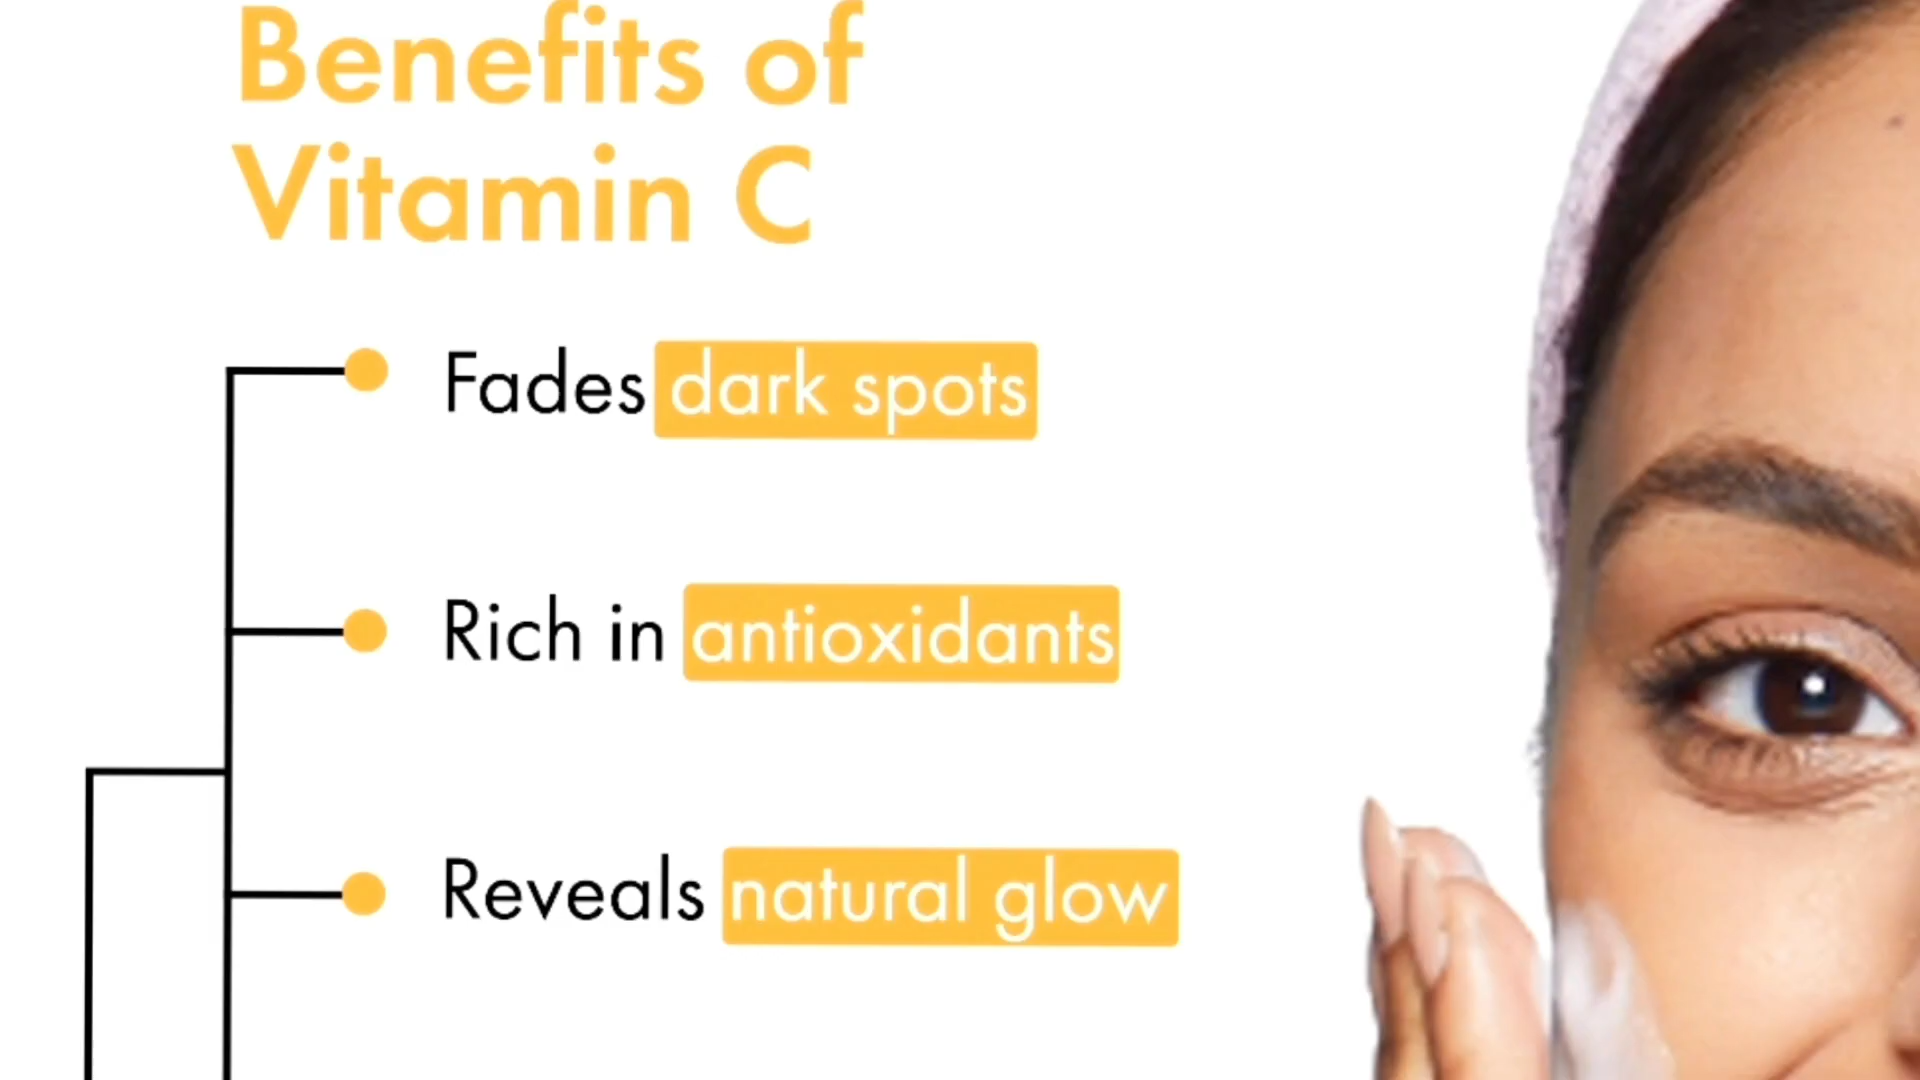 Benefits of
Vitamin C
Fades dark spots
Rich in antioxidants
Reveals natural glow